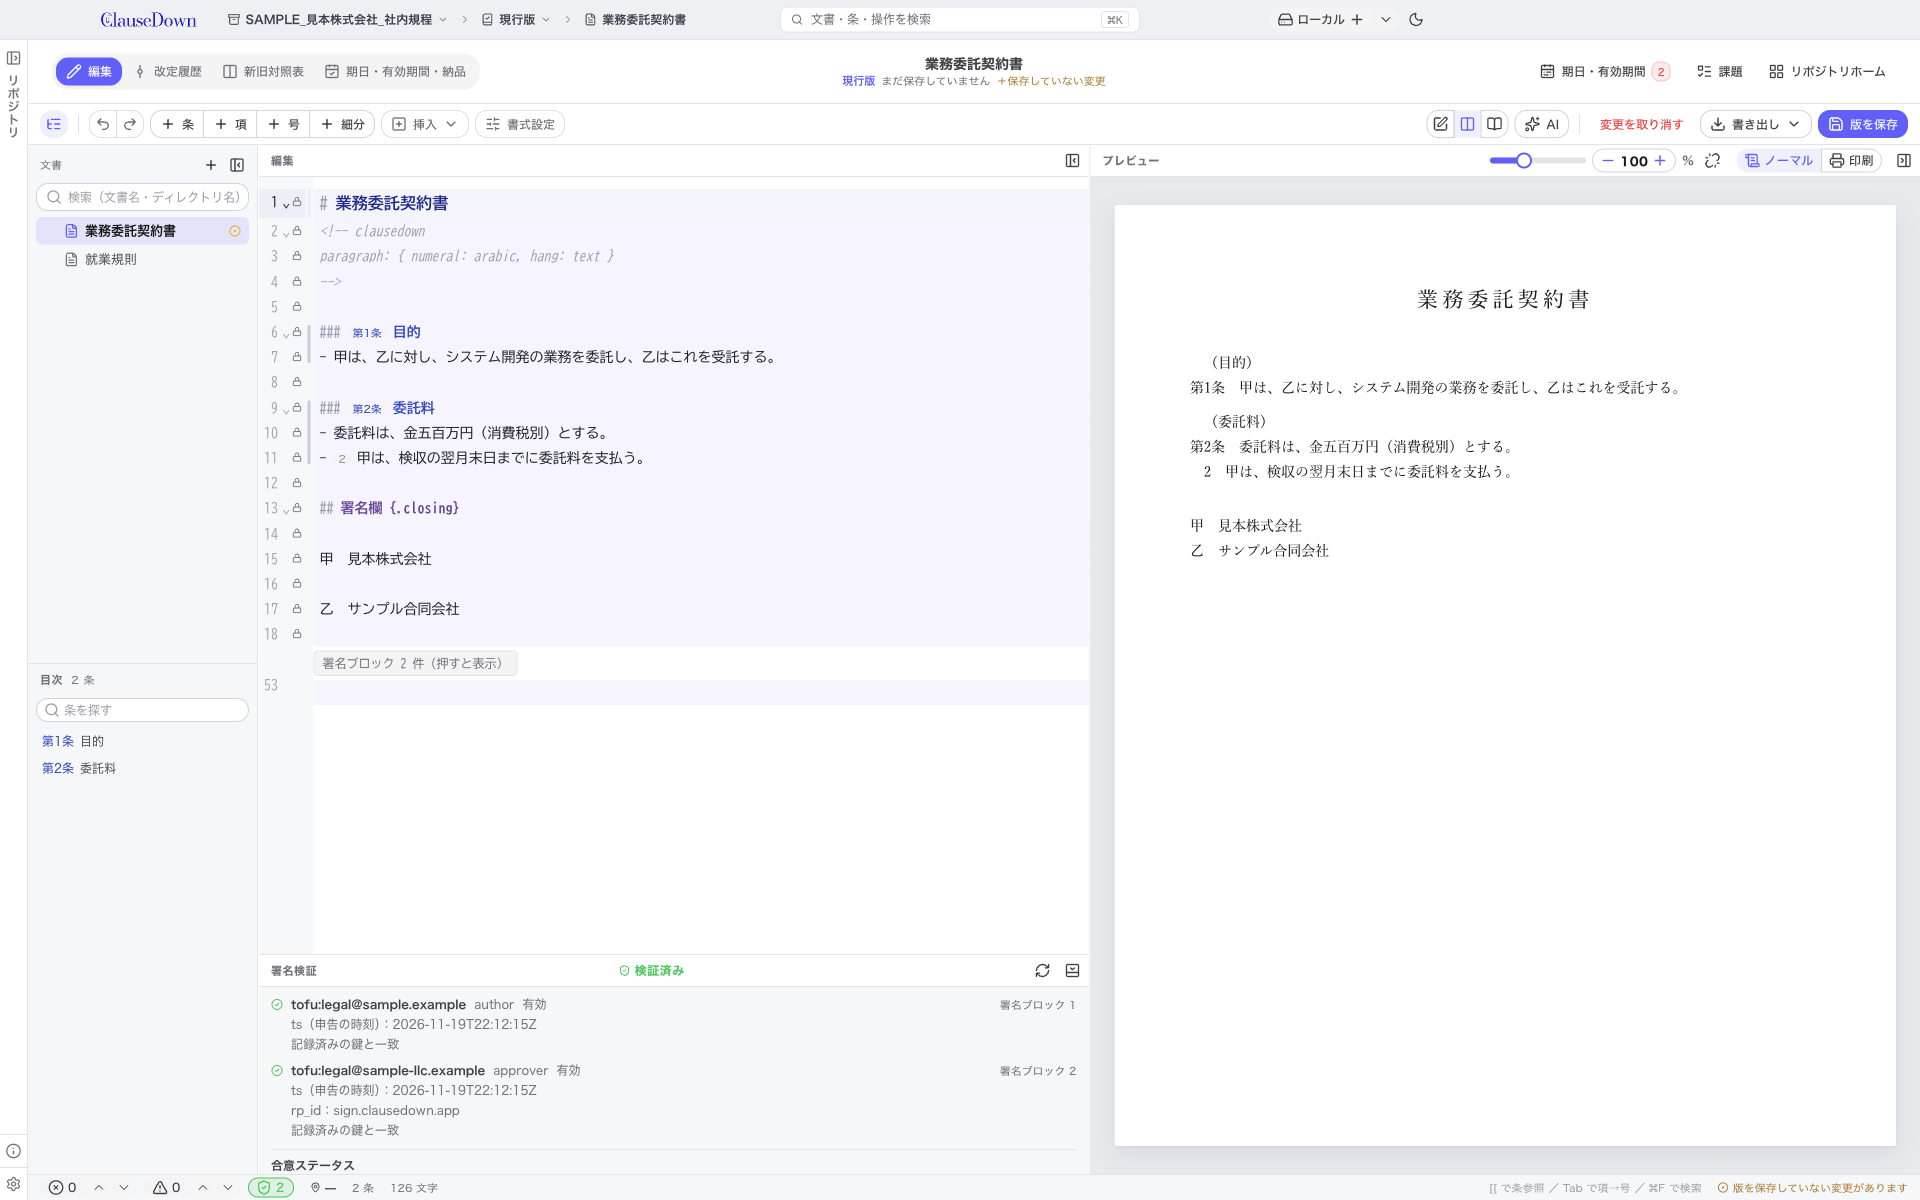 ClauseDown
SAMPLE_見本株式会社_社内規程
現行版
業務委託契約書
文書・条・操作を検索
⌘K
ローカル
リポジトリ
編集
改定履歴
新旧対照表
期日・有効期間・納品
業務委託契約書
現行版 まだ保存していません ＋保存していない変更
期日・有効期間 2
課題
リポジトリホーム
＋ 条
＋ 項
＋ 号
＋ 細分
挿入
書式設定
AI
変更を取り消す
書き出し
版を保存
文書
検索（文書名・ディレクトリ名）
業務委託契約書
就業規則
目次 2 条
条を探す
第1条 目的
第2条 委託料
編集
1 # 業務委託契約書
2 <!-- clausedown
3 paragraph: { numeral: arabic, hang: text }
4 -->
5
6 ### 第1条 目的
7 - 甲は、乙に対し、システム開発の業務を委託し、乙はこれを受託する。
8
9 ### 第2条 委託料
10 - 委託料は、金五百万円（消費税別）とする。
11 - 2 甲は、検収の翌月末日までに委託料を支払う。
12
13 ## 署名欄 {.closing}
14
15 甲　見本株式会社
16
17 乙　サンプル合同会社
18
署名ブロック 2 件（押すと表示）
53
署名検証
検証済み
tofu:legal@sample.example author 有効
署名ブロック 1
ts（申告の時刻）：2026-11-19T22:12:15Z
記録済みの鍵と一致
tofu:legal@sample-llc.example approver 有効
署名ブロック 2
ts（申告の時刻）：2026-11-19T22:12:15Z
rp_id：sign.clausedown.app
記録済みの鍵と一致
合意ステータス
プレビュー
− 100 + %
ノーマル
印刷
業務委託契約書
（目的）
第1条　甲は、乙に対し、システム開発の業務を委託し、乙はこれを受託する。
（委託料）
第2条　委託料は、金五百万円（消費税別）とする。
2　甲は、検収の翌月末日までに委託料を支払う。
甲　見本株式会社
乙　サンプル合同会社
0
0
2
—
2 条
126 文字
[[ で条参照 ／ Tab で項→号 ／ ⌘F で検索
版を保存していない変更があります